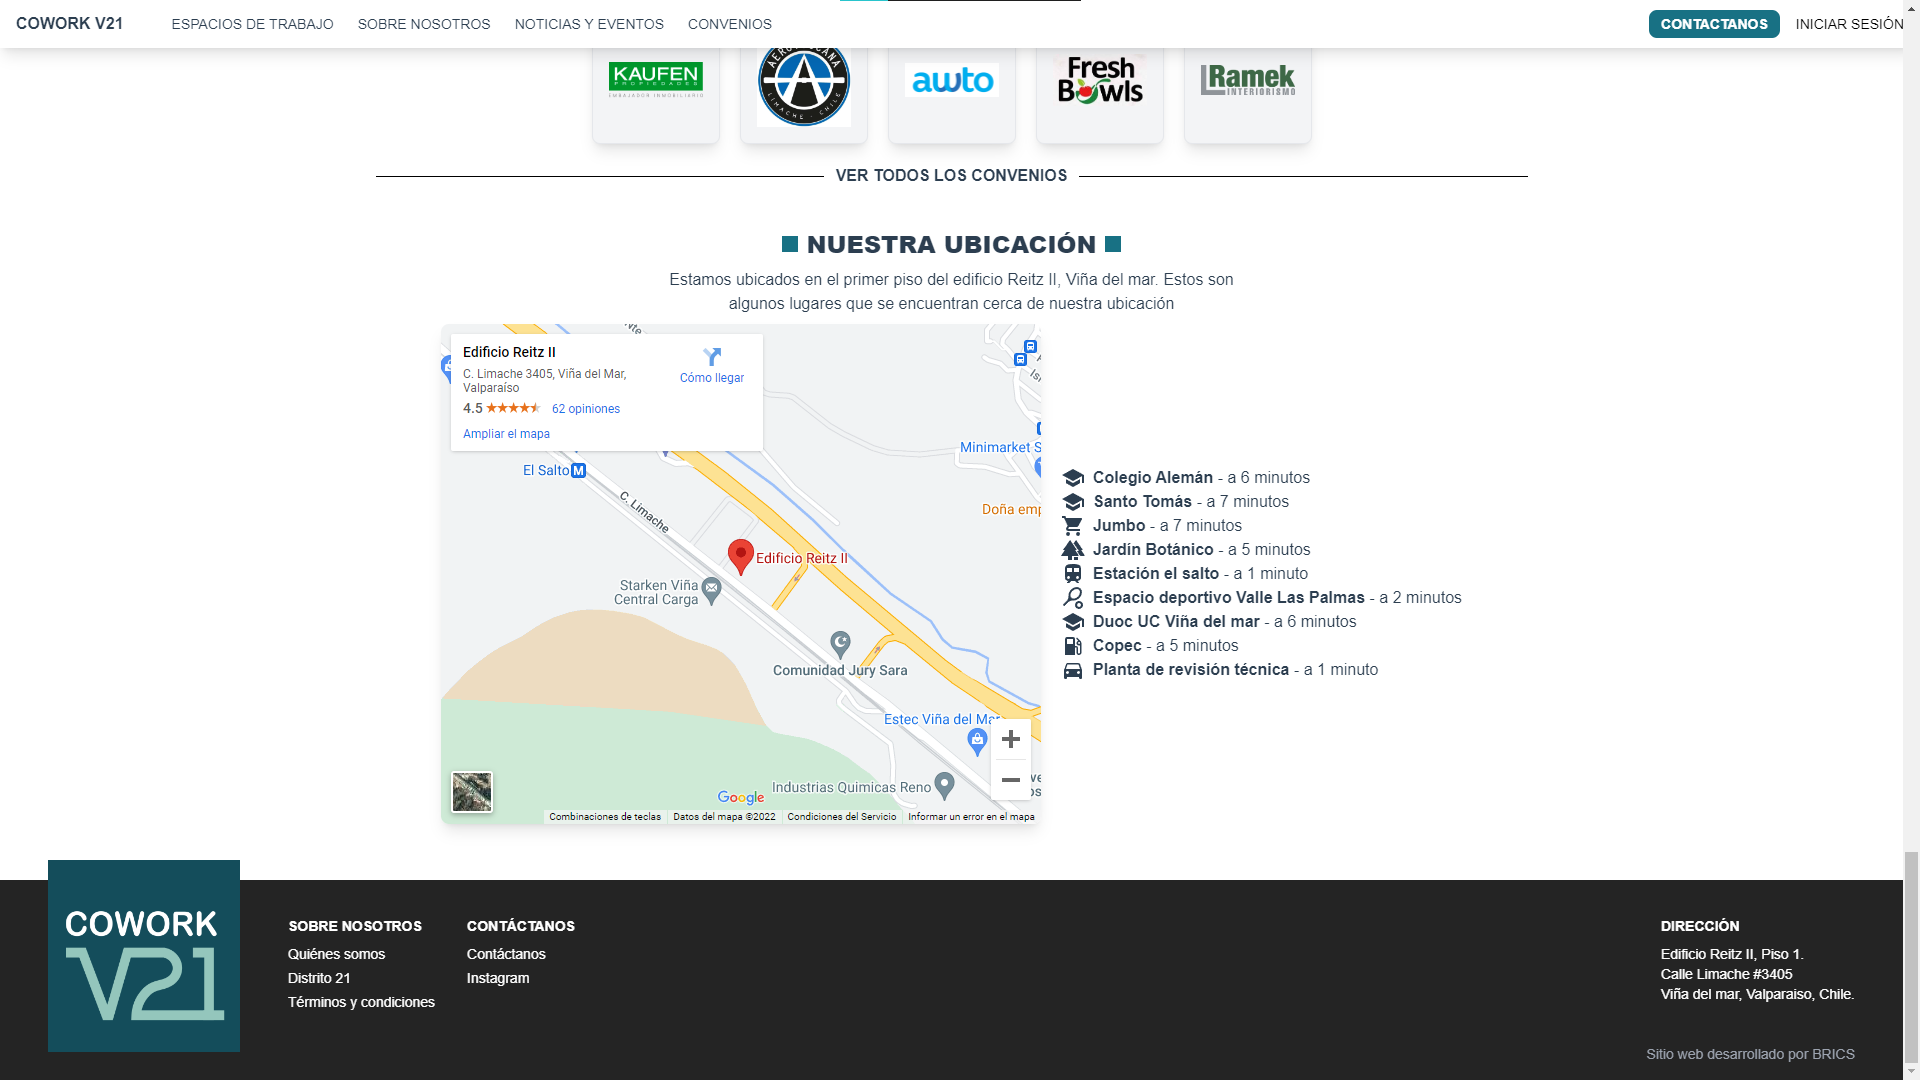 COWORK V21
ESPACIOS DE TRABAJO
SOBRE NOSOTROS
NOTICIAS Y EVENTOS
CONVENIOS
CONTACTANOS
INICIAR SESIÓN
KAUFEN
PROPIEDADES
EMBAJADOR INMOBILIARIO
LIMACHE - CHILE
awto
Fresh
Bowls
Ramek
INTERIORISMO
VER TODOS LOS CONVENIOS
NUESTRA UBICACIÓN
Estamos ubicados en el primer piso del edificio Reitz II, Viña del mar. Estos son
algunos lugares que se encuentran cerca de nuestra ubicación
Edificio Reitz II
C. Limache 3405, Viña del Mar,
Valparaíso
4.5
62 opiniones
Ampliar el mapa
Cómo llegar
Minimarket S
El Salto
M
C. Limache
Doña emp
Edificio Reitz II
Starken Viña
Central Carga
Comunidad Jury Sara
Estec Viña del Mar
Industrias Quimicas Reno
Google
Combinaciones de teclas
Datos del mapa ©2022
Condiciones del Servicio
Informar un error en el mapa
Colegio Alemán - a 6 minutos
Santo Tomás - a 7 minutos
Jumbo - a 7 minutos
Jardín Botánico - a 5 minutos
Estación el salto - a 1 minuto
Espacio deportivo Valle Las Palmas - a 2 minutos
Duoc UC Viña del mar - a 6 minutos
Copec - a 5 minutos
Planta de revisión técnica - a 1 minuto
COWORK
V21
SOBRE NOSOTROS
Quiénes somos
Distrito 21
Términos y condiciones
CONTÁCTANOS
Contáctanos
Instagram
DIRECCIÓN
Edificio Reitz II, Piso 1.
Calle Limache #3405
Viña del mar, Valparaiso, Chile.
Sitio web desarrollado por BRICS